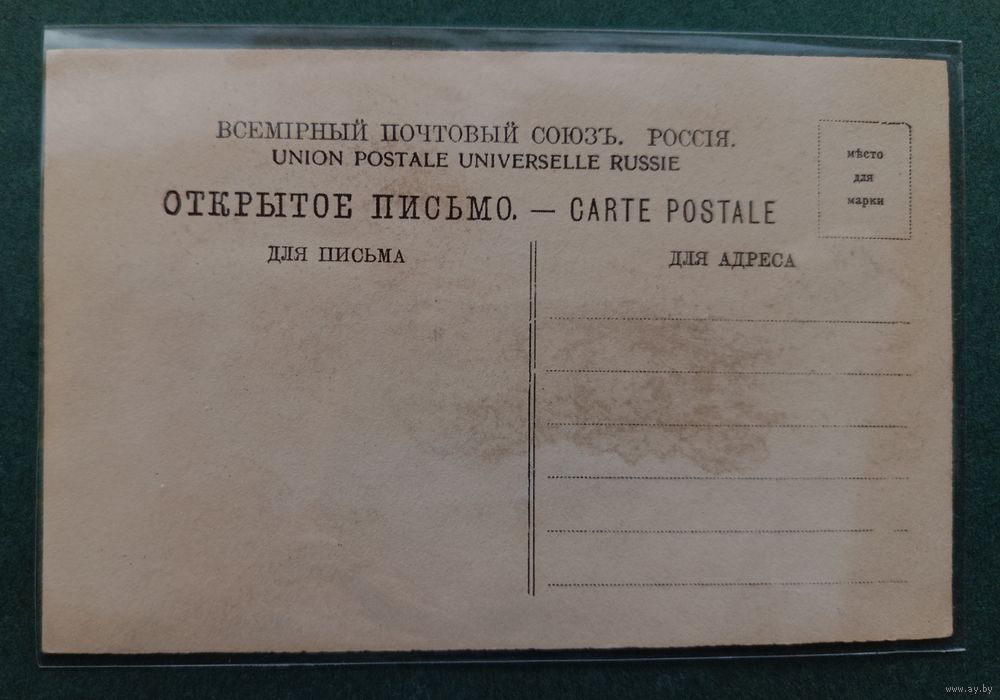 ВСЕМІРНЫЙ ПОЧТОВЫЙ СОЮЗЪ. РОССІЯ.
UNION POSTALE UNIVERSELLE RUSSIE
ОТКРЫТОЕ ПИСЬМО. — CARTE POSTALE
мѣсто
для
марки
ДЛЯ ПИСЬМА
ДЛЯ АДРЕСА
www.ay.by